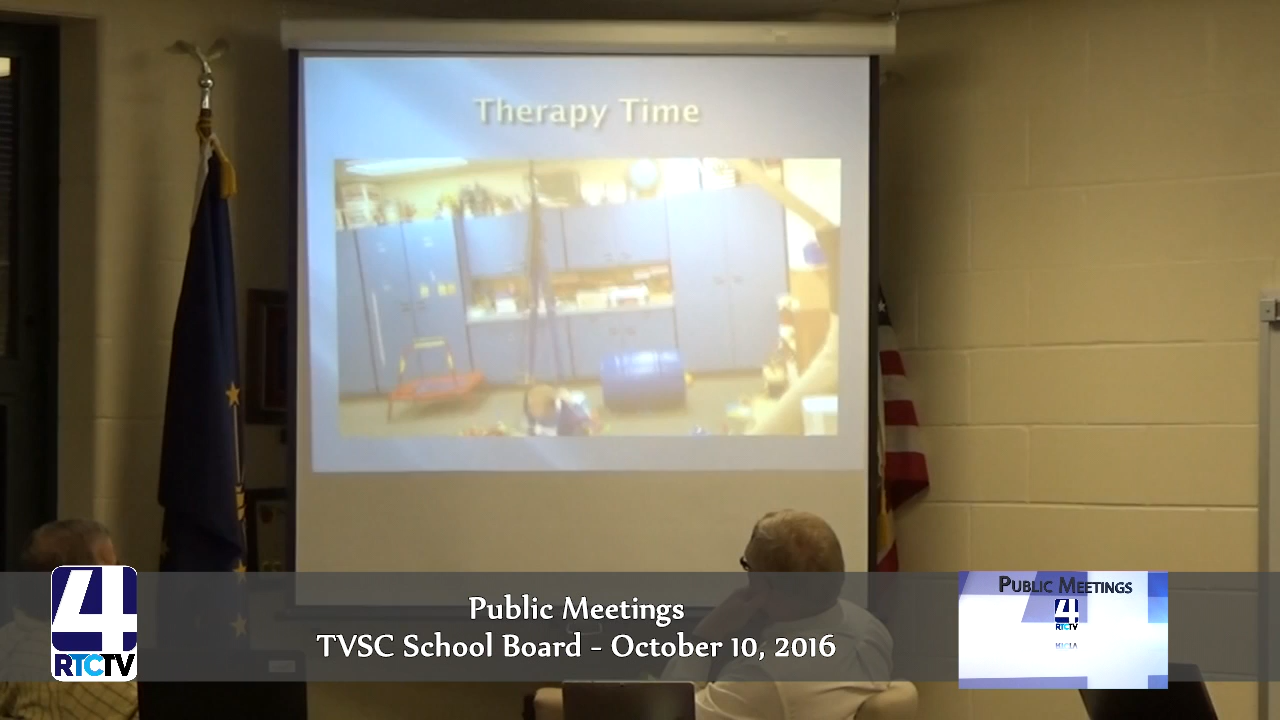 Therapy Time
Public Meetings
TVSC School Board - October 10, 2016
4
RTCTV
Public Meetings
4
RTCTV